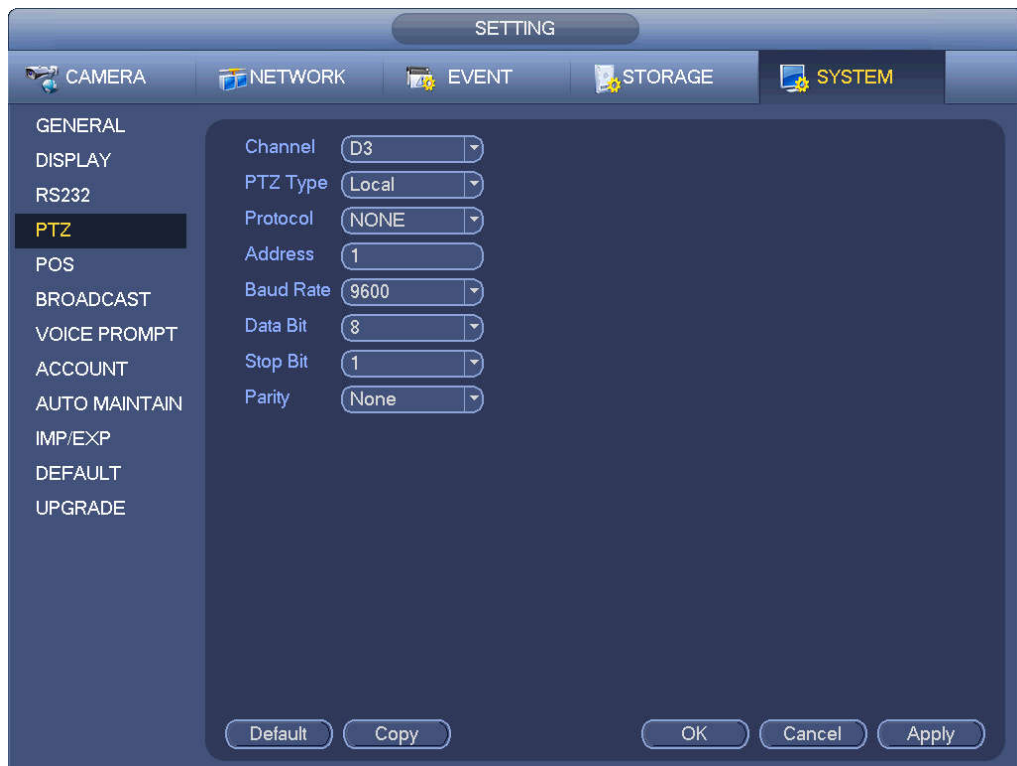 SETTING
CAMERA NETWORK EVENT STORAGE SYSTEM
GENERAL
DISPLAY
RS232
PTZ
POS
BROADCAST
VOICE PROMPT
ACCOUNT
AUTO MAINTAIN
IMP/EXP
DEFAULT
UPGRADE
Channel D3
PTZ Type Local
Protocol NONE
Address 1
Baud Rate 9600
Data Bit 8
Stop Bit 1
Parity None
Default Copy OK Cancel Apply